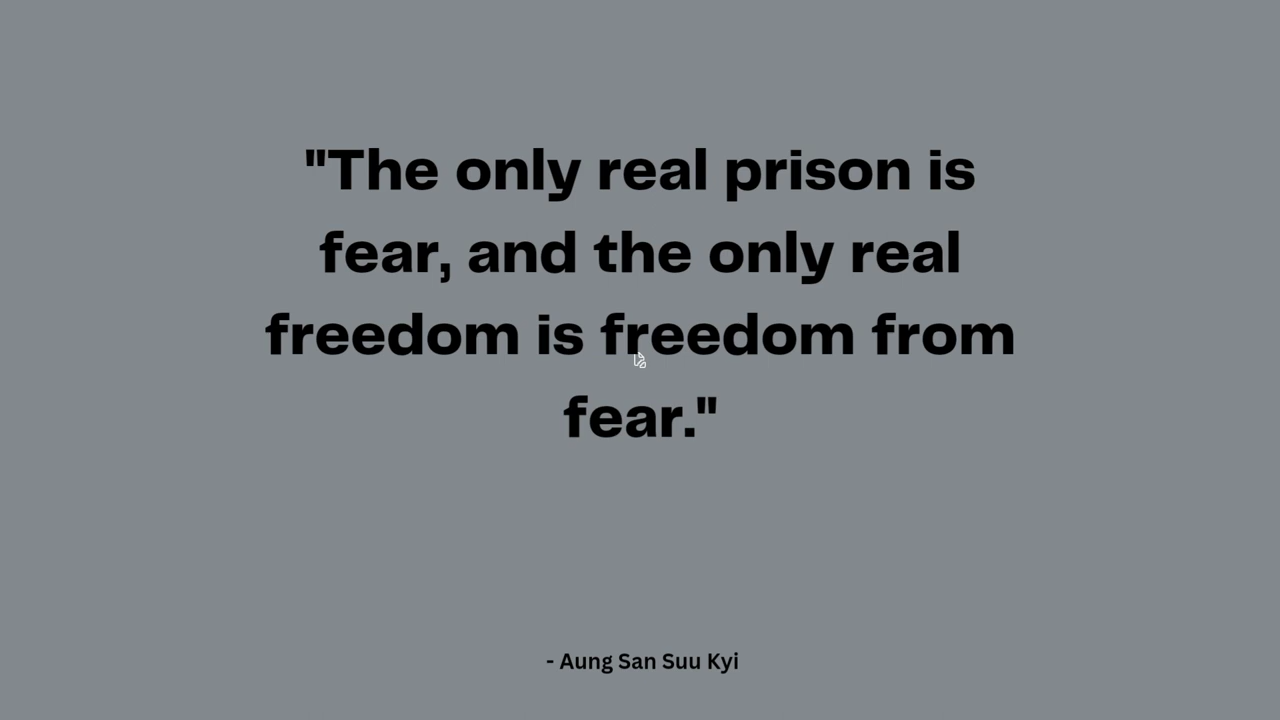 "The only real prison is
fear, and the only real
freedom is freedom from
fear."
- Aung San Suu Kyi